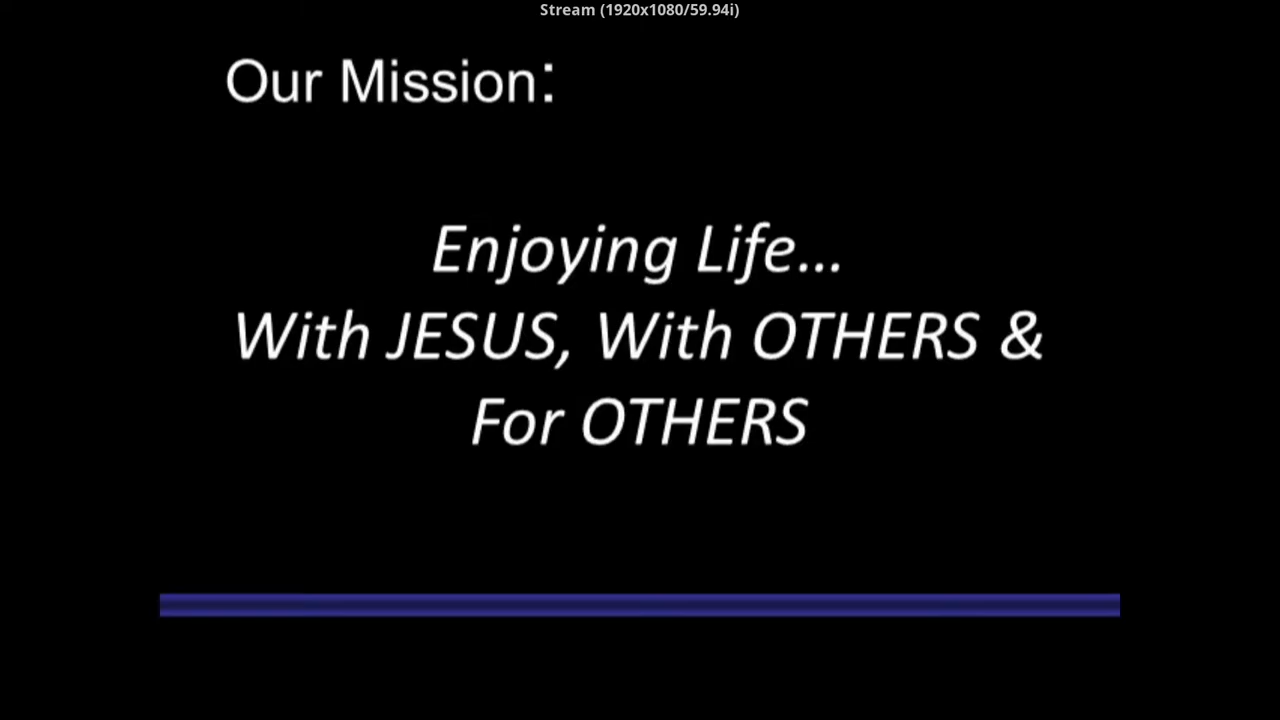 Stream (1920x1080/59.94i)
Our Mission:
Enjoying Life...
With JESUS, With OTHERS &
For OTHERS